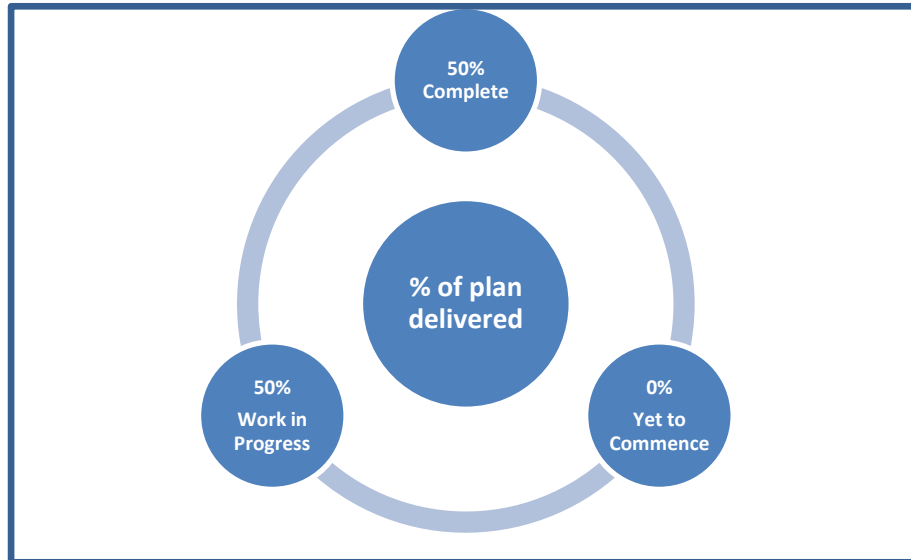 50%
Complete
% of plan
delivered
50%
Work in
Progress
0%
Yet to
Commence